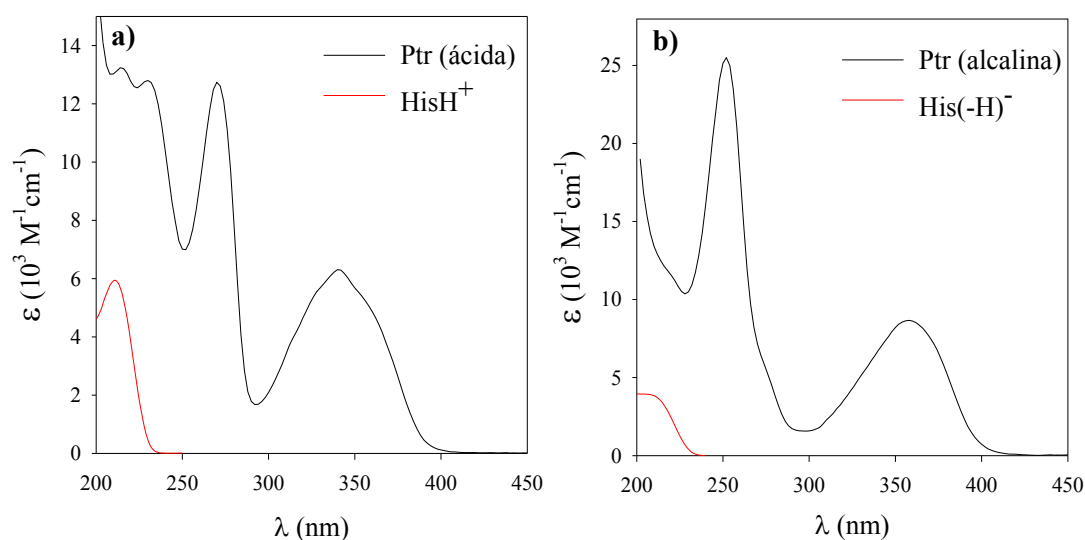 a)
Ptr (ácida)
HisH⁺
14
12
10
8
6
4
2
0
ε (10³ M⁻¹cm⁻¹)
200 250 300 350 400 450
λ (nm)
b)
Ptr (alcalina)
His(-H)⁻
25
20
15
10
5
0
ε (10³ M⁻¹cm⁻¹)
200 250 300 350 400 450
λ (nm)